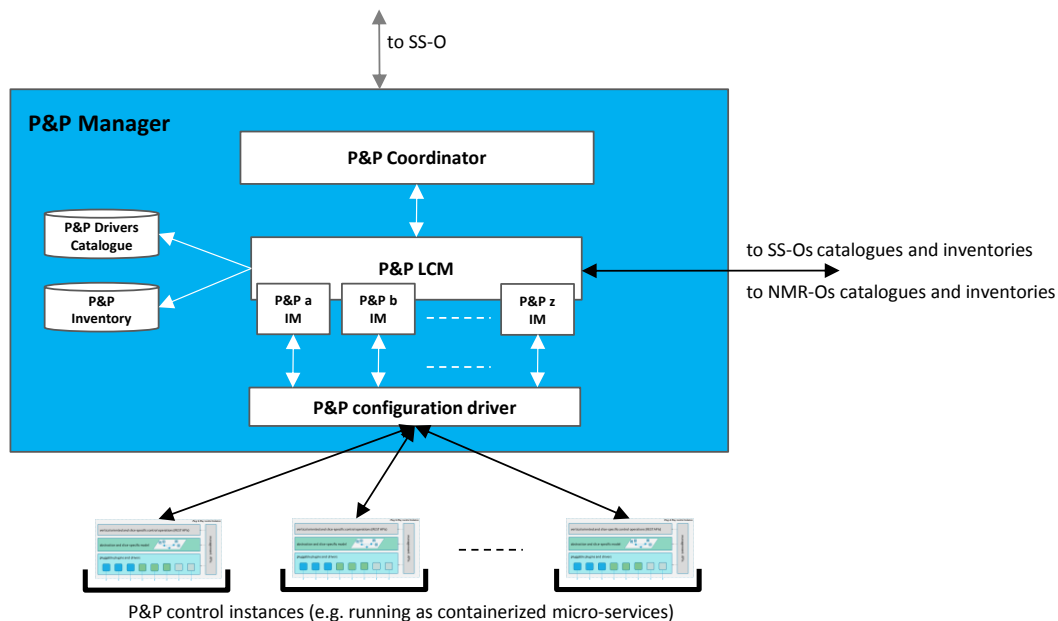 to SS-O
P&P Manager
P&P Coordinator
P&P Drivers
Catalogue
P&P LCM
to SS-Os catalogues and inventories
P&P
Inventory
to NMR-Os catalogues and inventories
P&P a
IM
P&P b
IM
P&P z
IM
P&P configuration driver
P&P control instances (e.g. running as containerized micro-services)